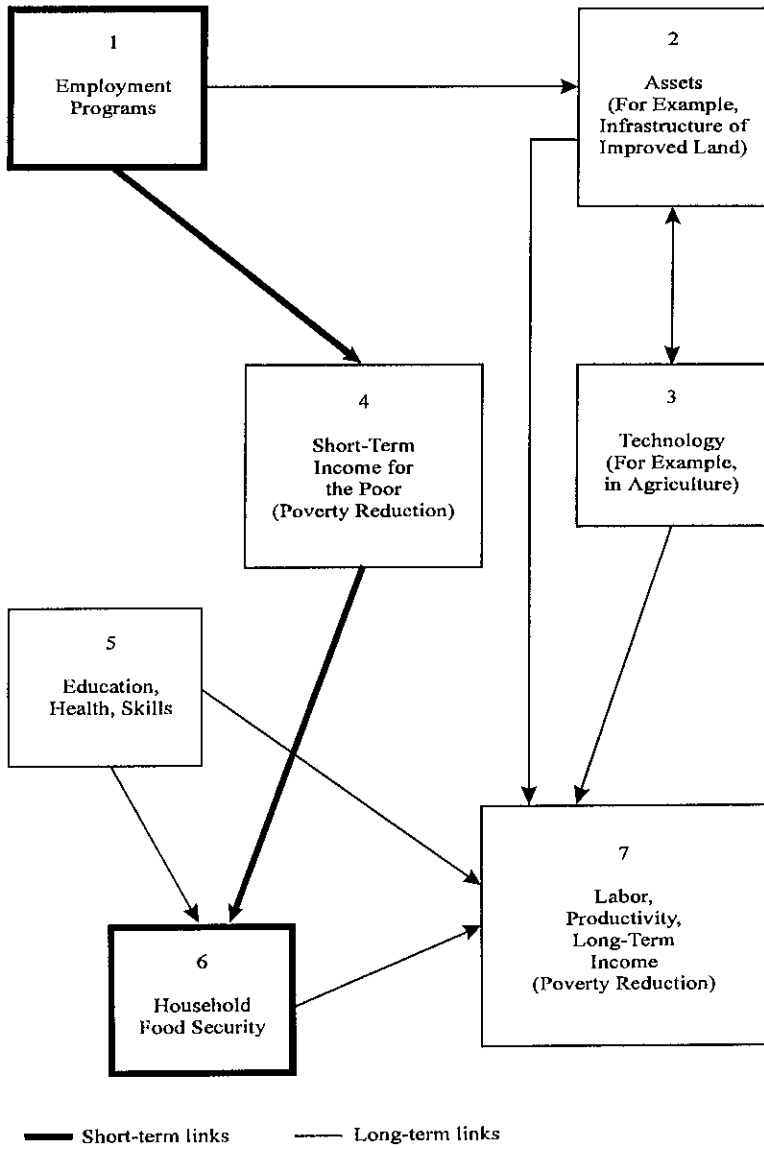 1
Employment
Programs
2
Assets
(For Example,
Infrastructure of
Improved Land)
4
Short-Term
Income for
the Poor
(Poverty Reduction)
3
Technology
(For Example,
in Agriculture)
5
Education,
Health, Skills
7
Labor,
Productivity,
Long-Term
Income
(Poverty Reduction)
6
Household
Food Security
Short-term links
Long-term links